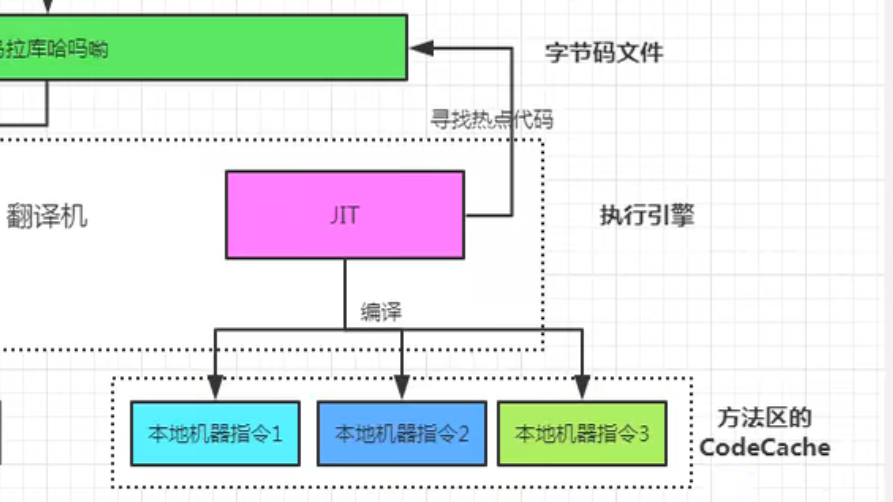 拉库哈吗哟
字节码文件
寻找热点代码
翻译机
JIT
执行引擎
编译
本地机器指令1
本地机器指令2
本地机器指令3
方法区的
CodeCache